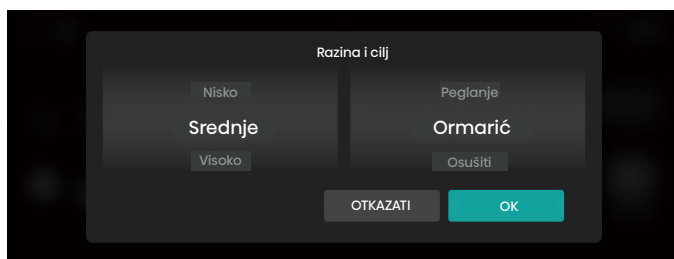 Razina i cilj
Nisko Peglanje
Srednje Ormarić
Visoko Osušiti
OTKAZATI OK